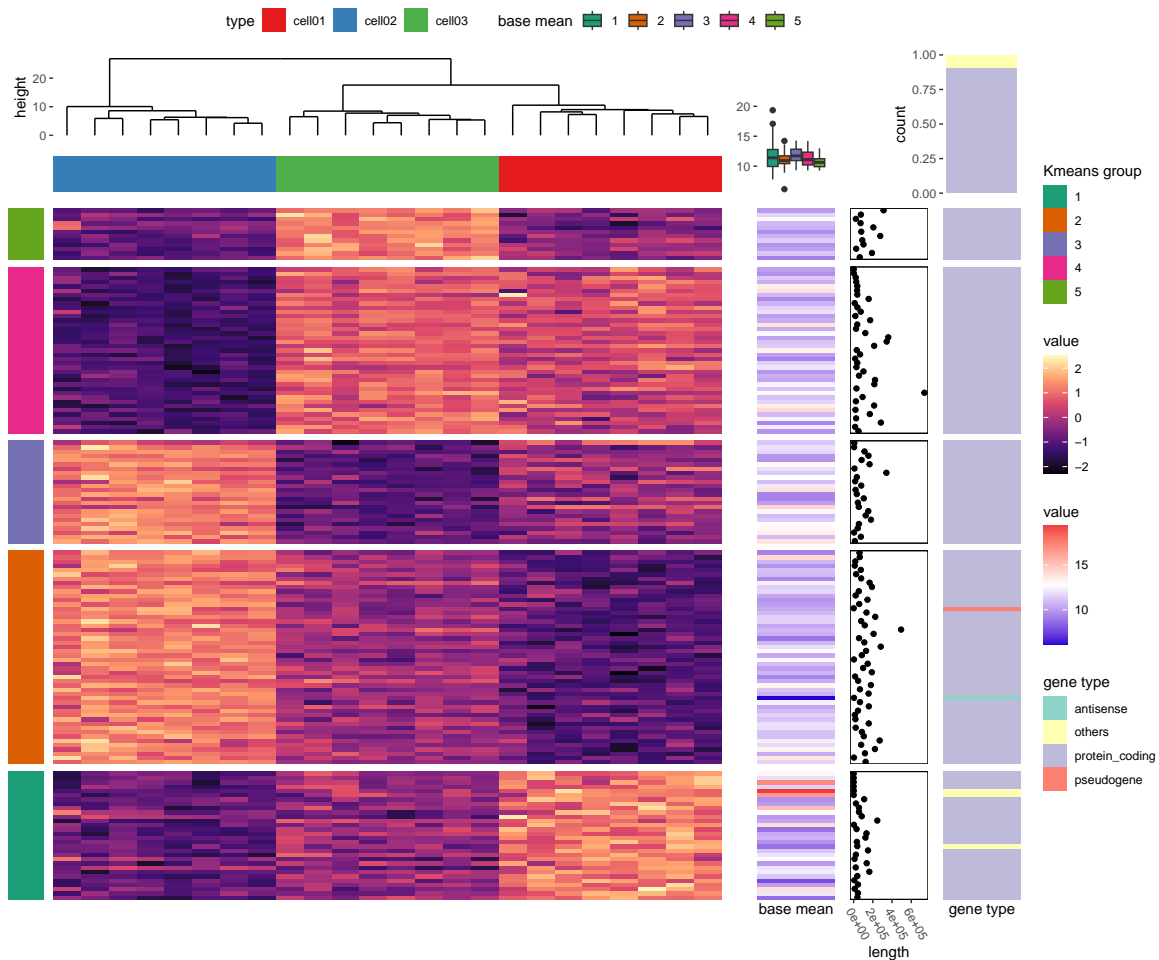 type cell01 cell02 cell03 base mean 1 2 3 4 5
height
20
10
0
20
15
10
count
1.00
0.75
0.50
0.25
0.00
Kmeans group
1
2
3
4
5
value
2
1
0
−1
−2
value
15
10
gene type
antisense
others
protein_coding
pseudogene
base mean
0e+00
2e+05
4e+05
6e+05
length
gene type